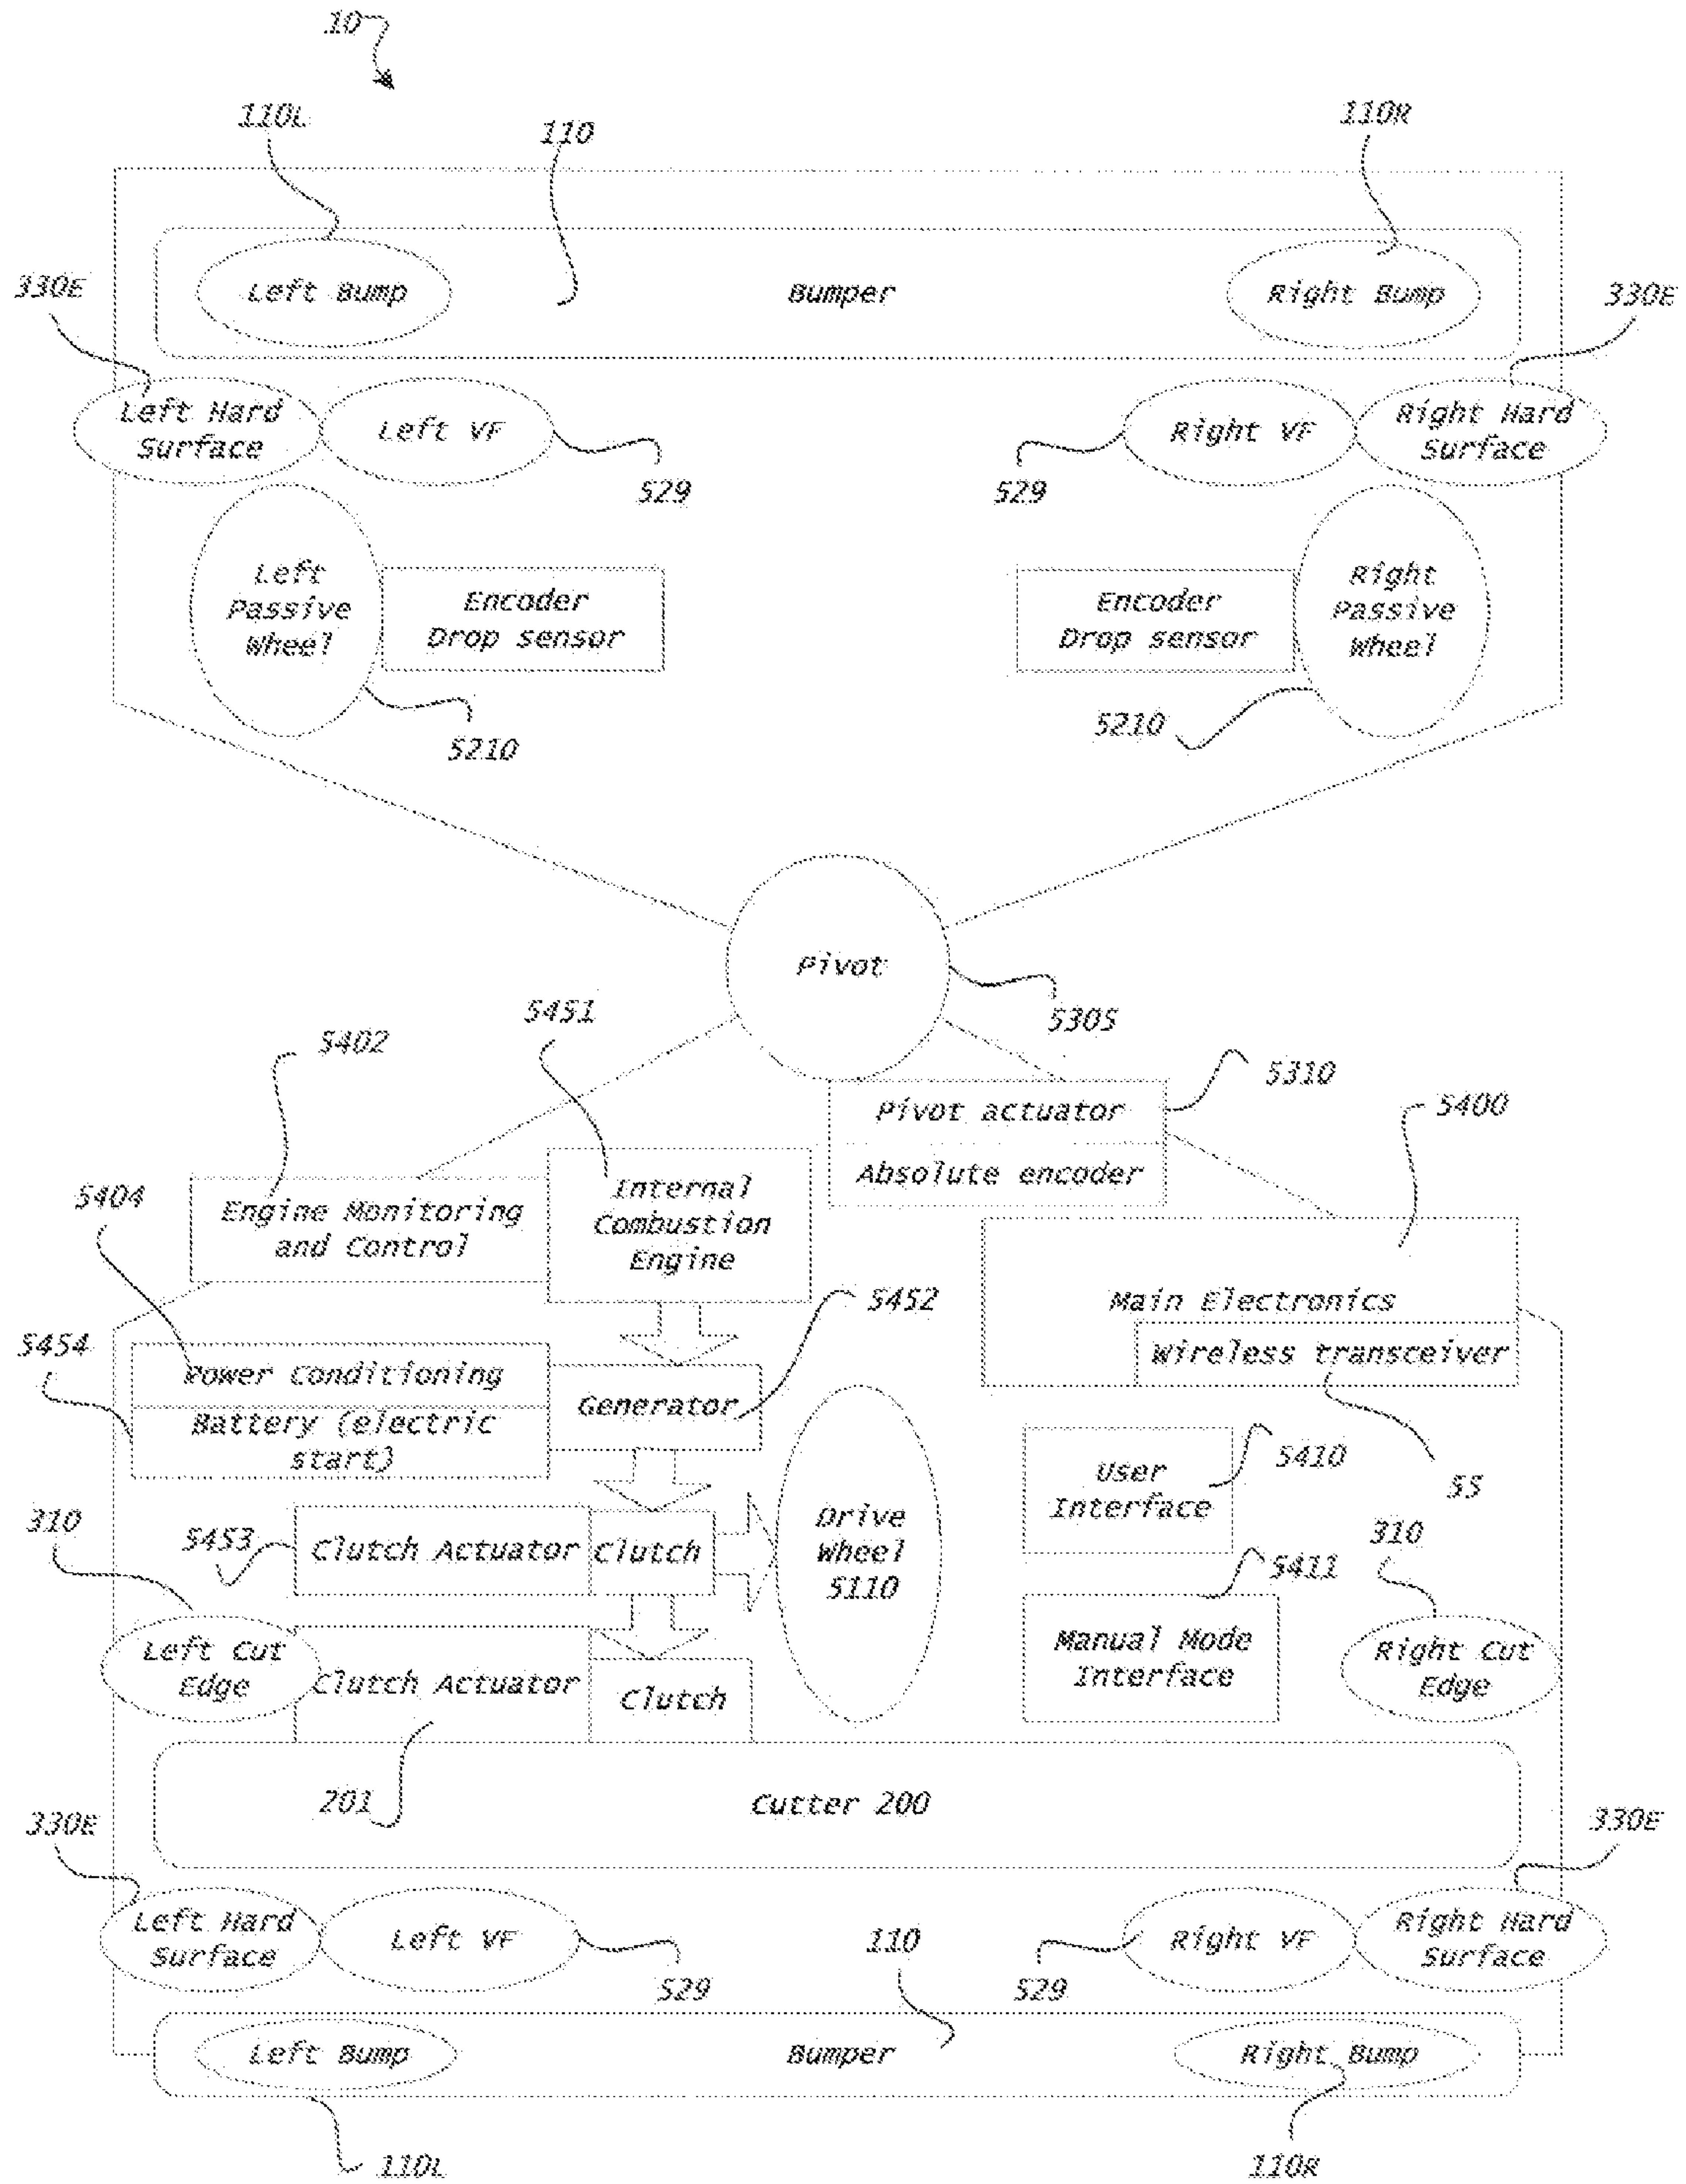 10
110L
110
110R
330E
Left Bump
Bumper
Right Bump
330E
Left Hard
Surface
Left VF
Right VF
Right Hard
Surface
529
529
Left
Passive
Wheel
Encoder
Drop sensor
Encoder
Drop sensor
Right
Passive
Wheel
5210
5210
Pivot
530S
5451
5402
5310
Pivot actuator
5400
Absolute encoder
5404
Engine Monitoring
and Control
Internal
Combustion
Engine
5452
Main Electronics
5454
Wireless transceiver
Power Conditioning
Generator
Battery (electric
start)
5410
User
Interface
55
310
5453
Clutch Actuator
Clutch
Drive
Wheel
5110
310
5411
Left Cut
Edge
Clutch Actuator
Clutch
Manual Mode
Interface
Right Cut
Edge
201
Cutter 200
330E
330E
Left Hard
Surface
Left VF
110
Right VF
Right Hard
Surface
529
529
Left Bump
Bumper
Right Bump
110L
110R